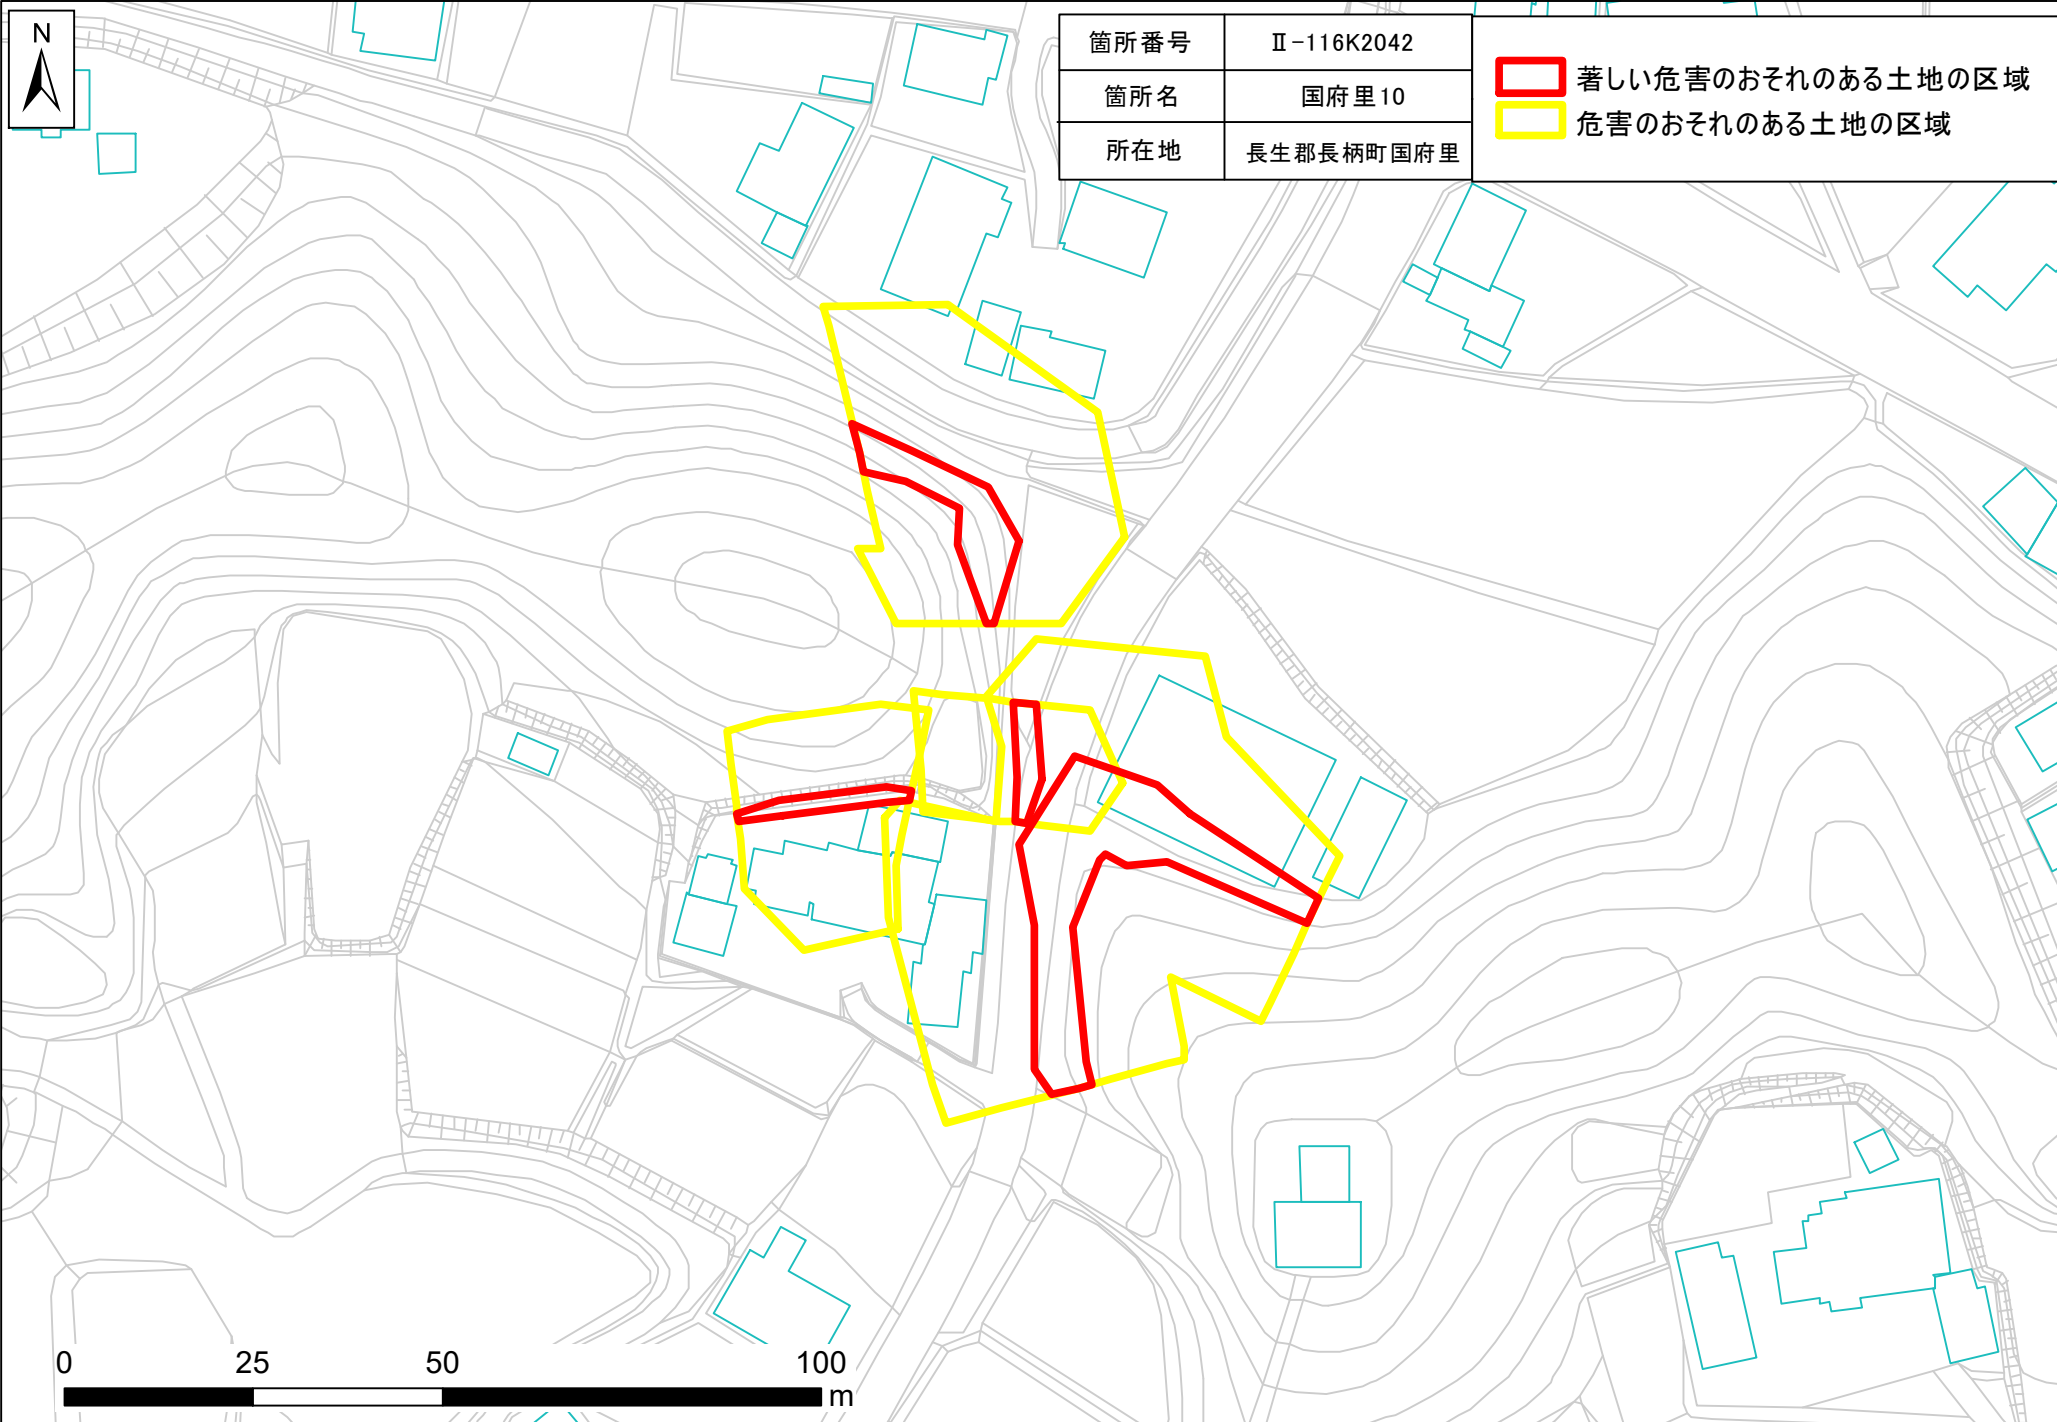 N
箇所番号 Ⅱ-116K2042
箇所名 国府里10
所在地 長生郡長柄町国府里
著しい危害のおそれのある土地の区域
危害のおそれのある土地の区域
0 25 50 100
m